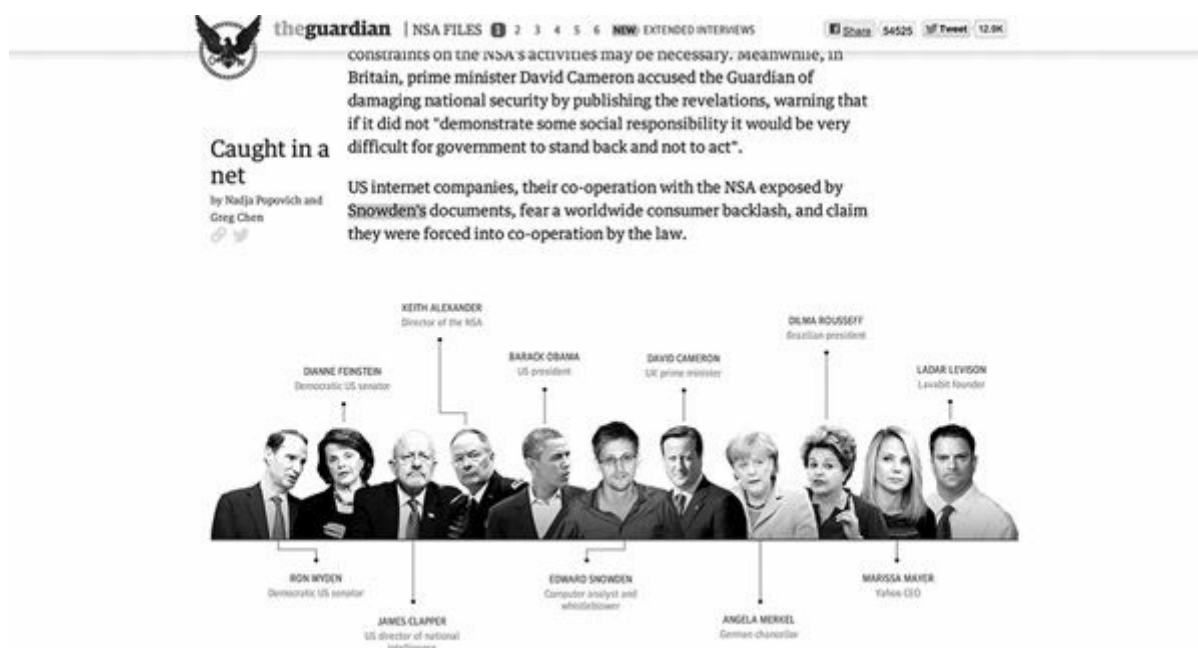 theguardian | NSA FILES 1 2 3 4 5 6 NEW EXTENDED INTERVIEWS
Share 54525 Tweet 12.9K
constraints on the NSA's activities may be necessary. Meanwhile, in
Britain, prime minister David Cameron accused the Guardian of
damaging national security by publishing the revelations, warning that
if it did not "demonstrate some social responsibility it would be very
difficult for government to stand back and not to act".
Caught in a
net
by Nadja Popovich and
Greg Chen
US internet companies, their co-operation with the NSA exposed by
Snowden's documents, fear a worldwide consumer backlash, and claim
they were forced into co-operation by the law.
KEITH ALEXANDER
Director of the NSA
DILMA ROUSSEFF
Brazilian president
BARACK OBAMA
US president
DAVID CAMERON
UK prime minister
DIANNE FEINSTEIN
Democratic US senator
LADAR LEVISON
Lavabit founder
RON WYDEN
Democratic US senator
EDWARD SNOWDEN
Computer analyst and
whistleblower
MARISSA MAYER
Yahoo CEO
JAMES CLAPPER
US director of national
intelligence
ANGELA MERKEL
German chancellor